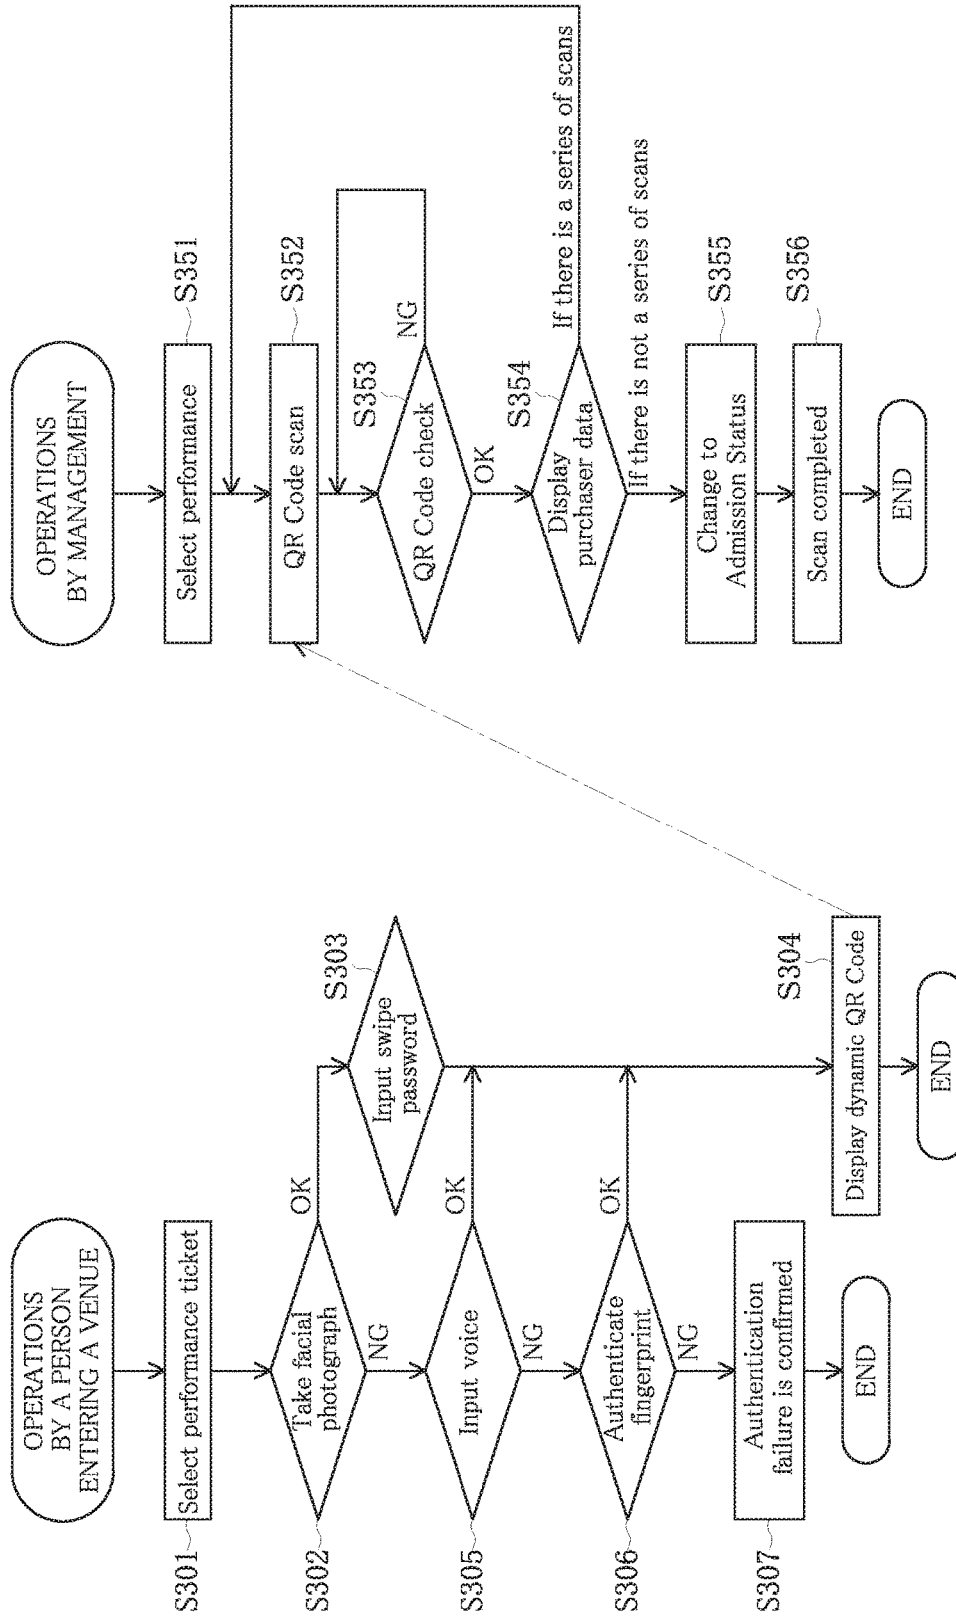 OPERATIONS
BY A PERSON
ENTERING A VENUE
S301
Select performance ticket
S302
Take facial
photograph
OK
NG
S303
Input swipe
password
S305
Input voice
OK
NG
S306
Authenticate
fingerprint
OK
NG
S307
Authentication
failure is confirmed
END
S304
Display dynamic QR Code
END
OPERATIONS
BY MANAGEMENT
S351
Select performance
S352
QR Code scan
S353
QR Code check
NG
OK
S354
Display
purchaser data
If there is a series of scans
If there is not a series of scans
S355
Change to
Admission Status
S356
Scan completed
END